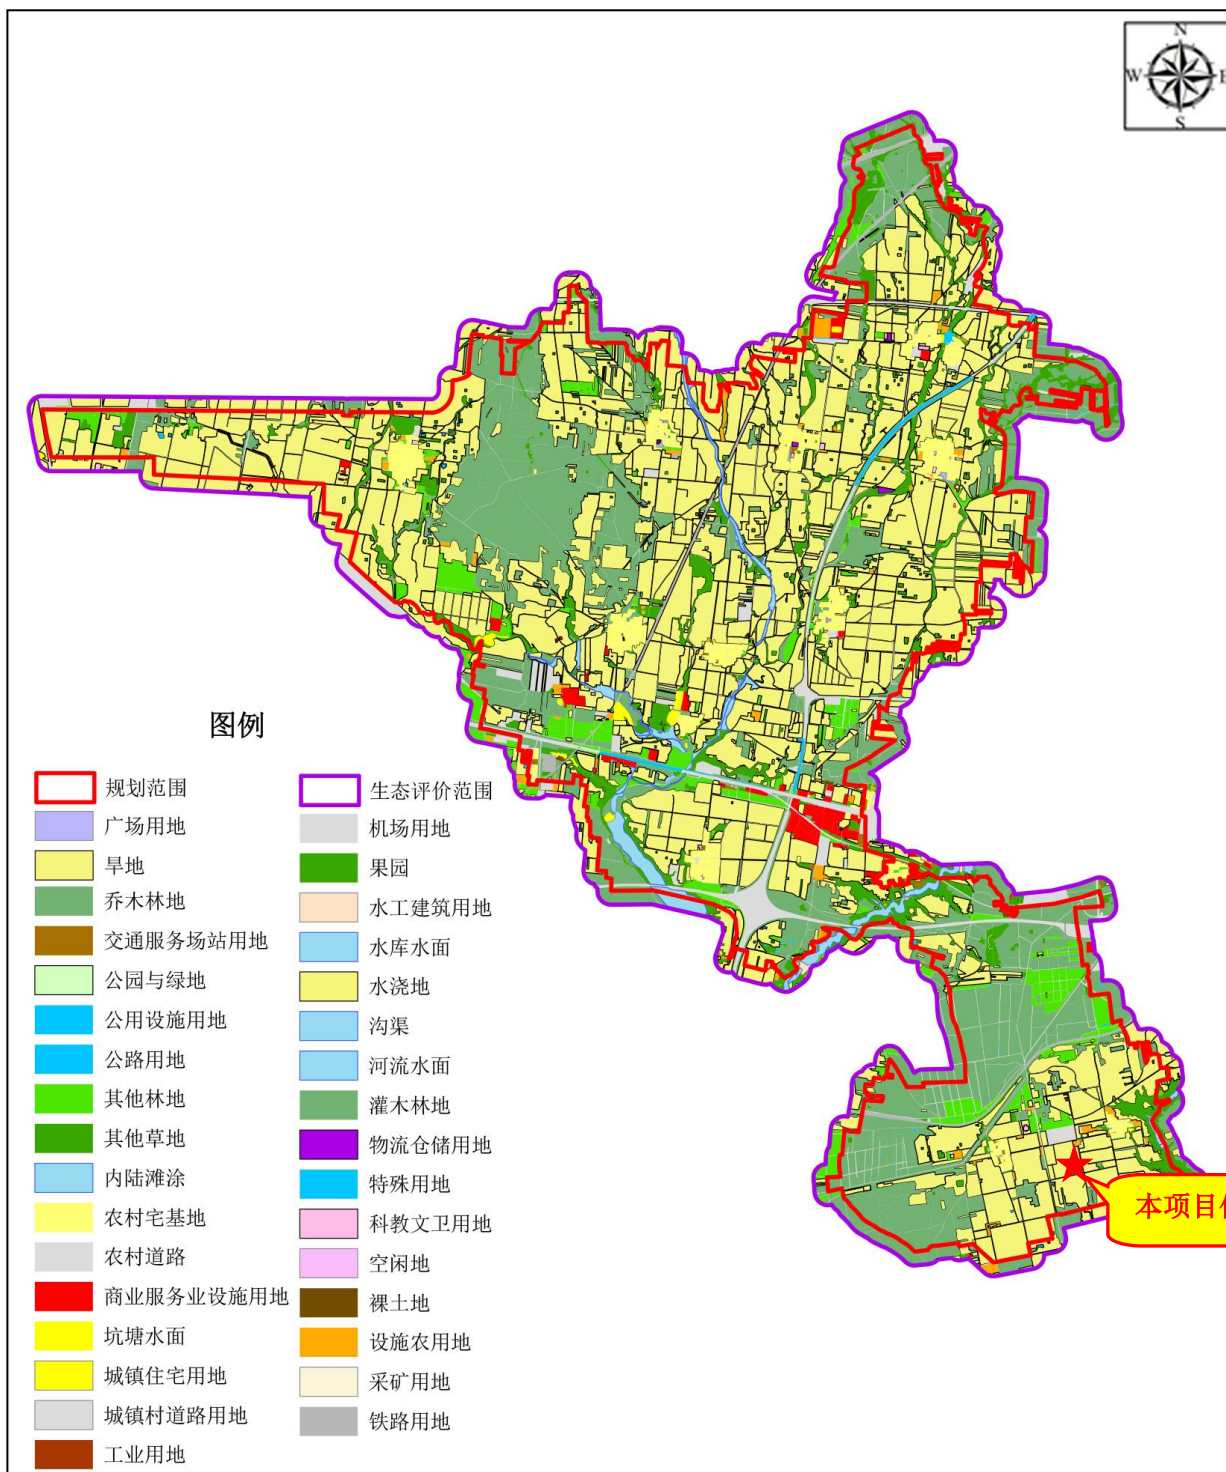 N
W
E
S
图例
规划范围
广场用地
旱地
乔木林地
交通服务场站用地
公园与绿地
公用设施用地
公路用地
其他林地
其他草地
内陆滩涂
农村宅基地
农村道路
商业服务业设施用地
坑塘水面
城镇住宅用地
城镇村道路用地
工业用地
生态评价范围
机场用地
果园
水工建筑用地
水库水面
水浇地
沟渠
河流水面
灌木林地
物流仓储用地
特殊用地
科教文卫用地
空闲地
裸土地
设施农用地
采矿用地
铁路用地
本项目